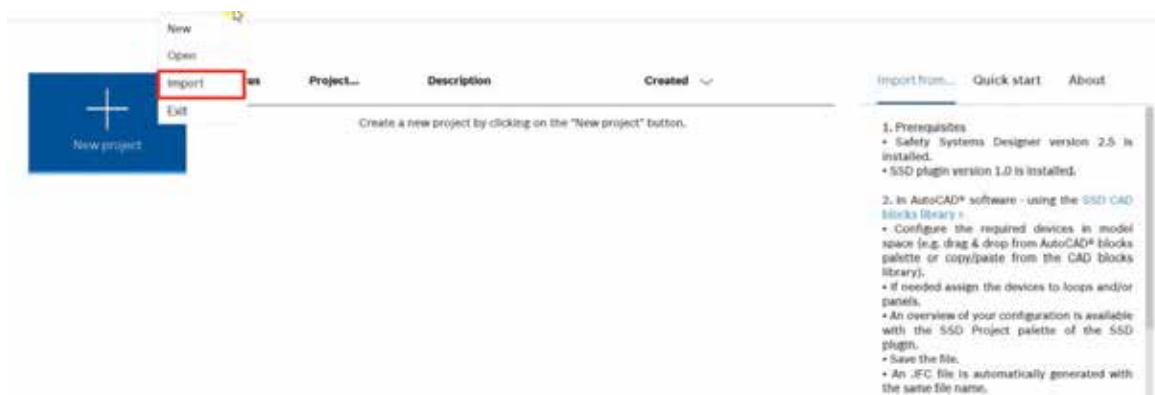 New
Open
Import
Exit
New project
us
Project...
Description
Created
Create a new project by clicking on the "New project" button.
Import from...
Quick start
About
1. Prerequisites
• Safety Systems Designer version 2.5 is
installed.
• SSD plugin version 1.0 is installed.
2. In AutoCAD® software - using the SSD CAD
blocks library »
• Configure the required devices in model
space (e.g. drag & drop from AutoCAD® blocks
palette or copy/paste from the CAD blocks
library).
• If needed assign the devices to loops and/or
panels.
• An overview of your configuration is available
with the SSD Project palette of the SSD
plugin.
• Save the file.
• An .IFC file is automatically generated with
the same file name.